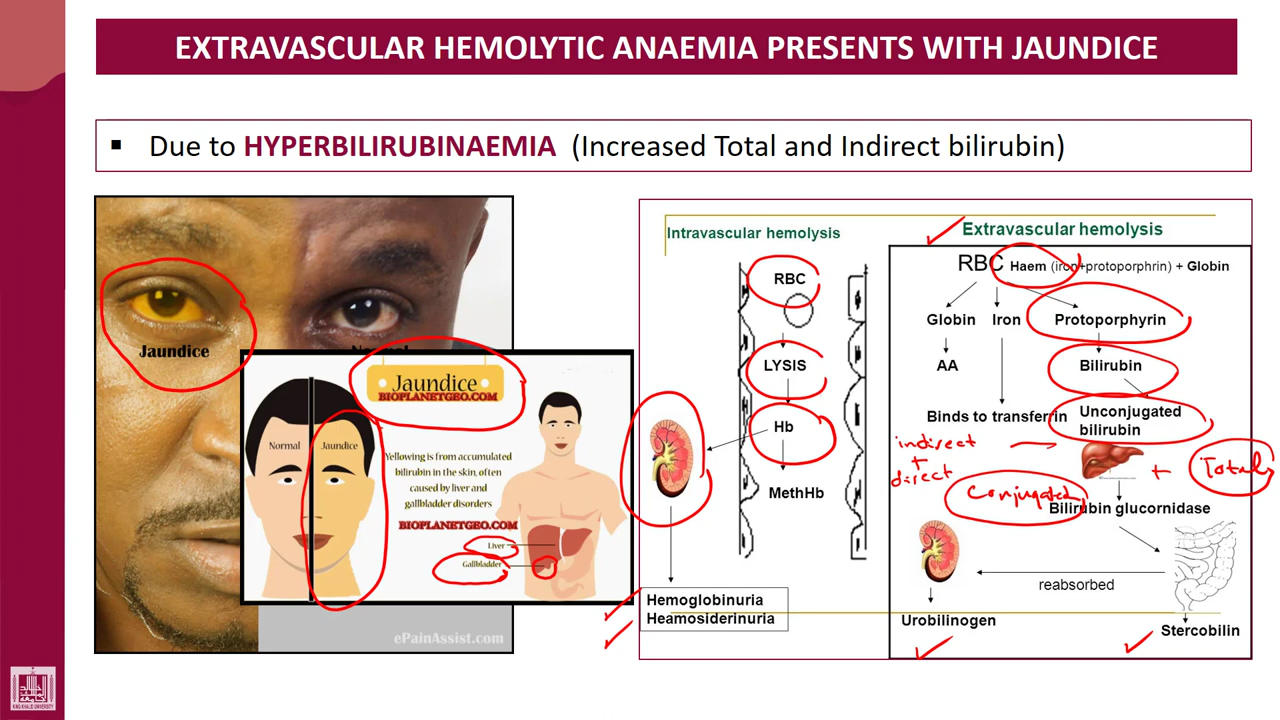 EXTRAVASCULAR HEMOLYTIC ANAEMIA PRESENTS WITH JAUNDICE
▪ Due to HYPERBILIRUBINAEMIA (Increased Total and Indirect bilirubin)
Jaundice
Jaundice
BIOPLANETGEO.COM
Normal
Jaundice
Yellowing is from accumulated
bilirubin in the skin, often
caused by liver and
gallbladder disorders
BIOPLANETGEO.COM
Liver
Gallbladder
ePainAssist.com
Intravascular hemolysis
RBC
LYSIS
Hb
MethHb
Hemoglobinuria
Heamosiderinuria
Extravascular hemolysis
RBC Haem (iron+protoporphrin) + Globin
Globin
Iron
Protoporphyrin
AA
Bilirubin
Binds to transferrin
Unconjugated
bilirubin
indirect
+
direct
+
Total
Conjugated
Bilirubin glucornidase
reabsorbed
Urobilinogen
Stercobilin
KING KHALID UNIVERSITY